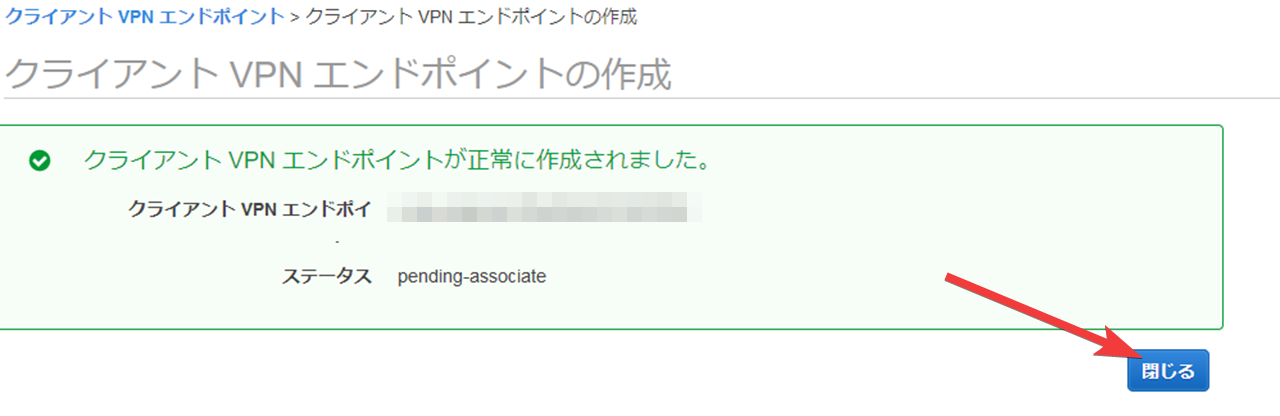 クライアント VPN エンドポイント > クライアント VPN エンドポイントの作成
クライアント VPN エンドポイントの作成
クライアント VPN エンドポイントが正常に作成されました。
クライアント VPN エンドポイ
ステータス pending-associate
閉じる